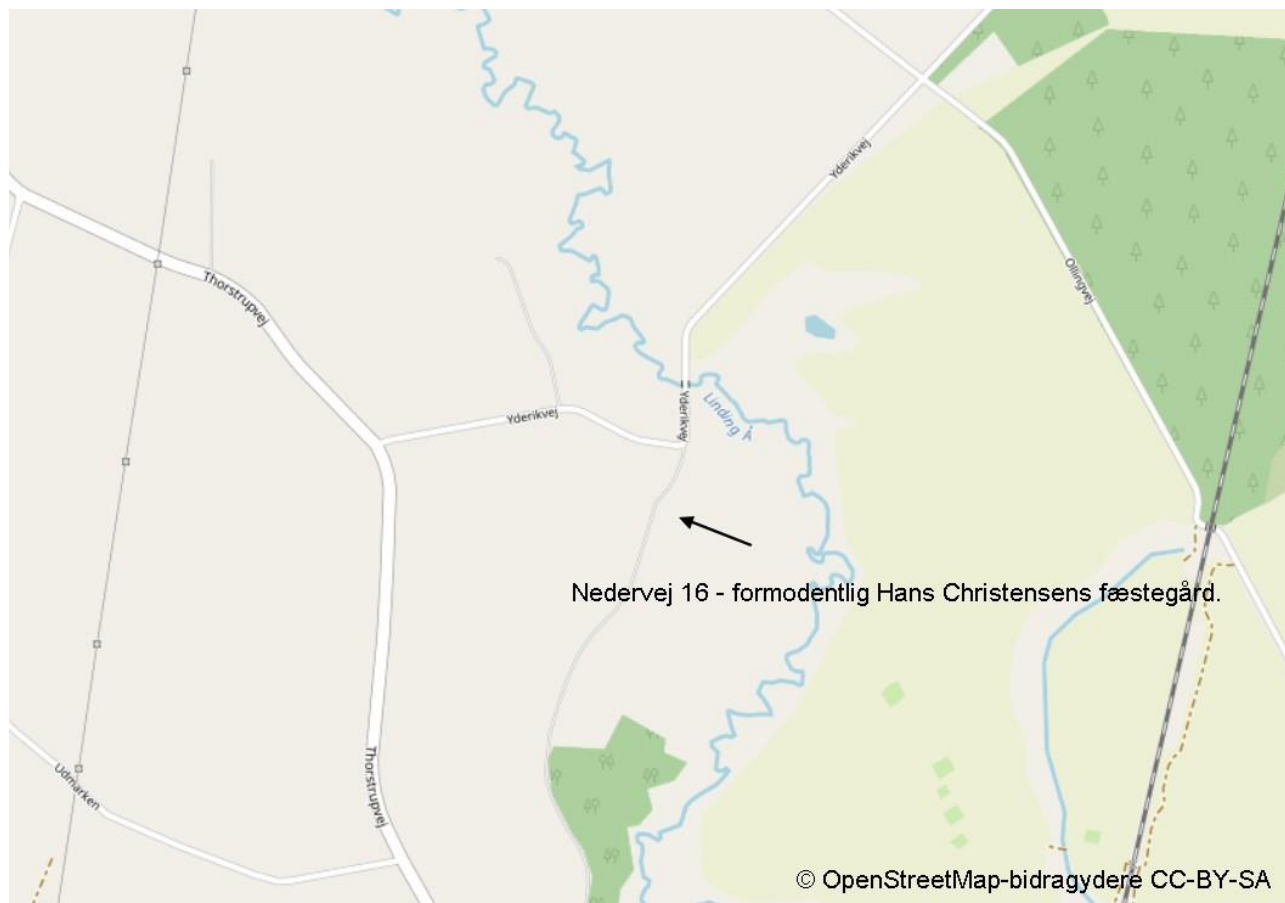 Yderikvej
Ollingvej
Thorstrupvej
Yderikvej
Yderikvej
Linding Å
Nedervej 16 - formodentlig Hans Christensens fæstegård.
Udmarken
Thorstrupvej
© OpenStreetMap-bidragydere CC-BY-SA